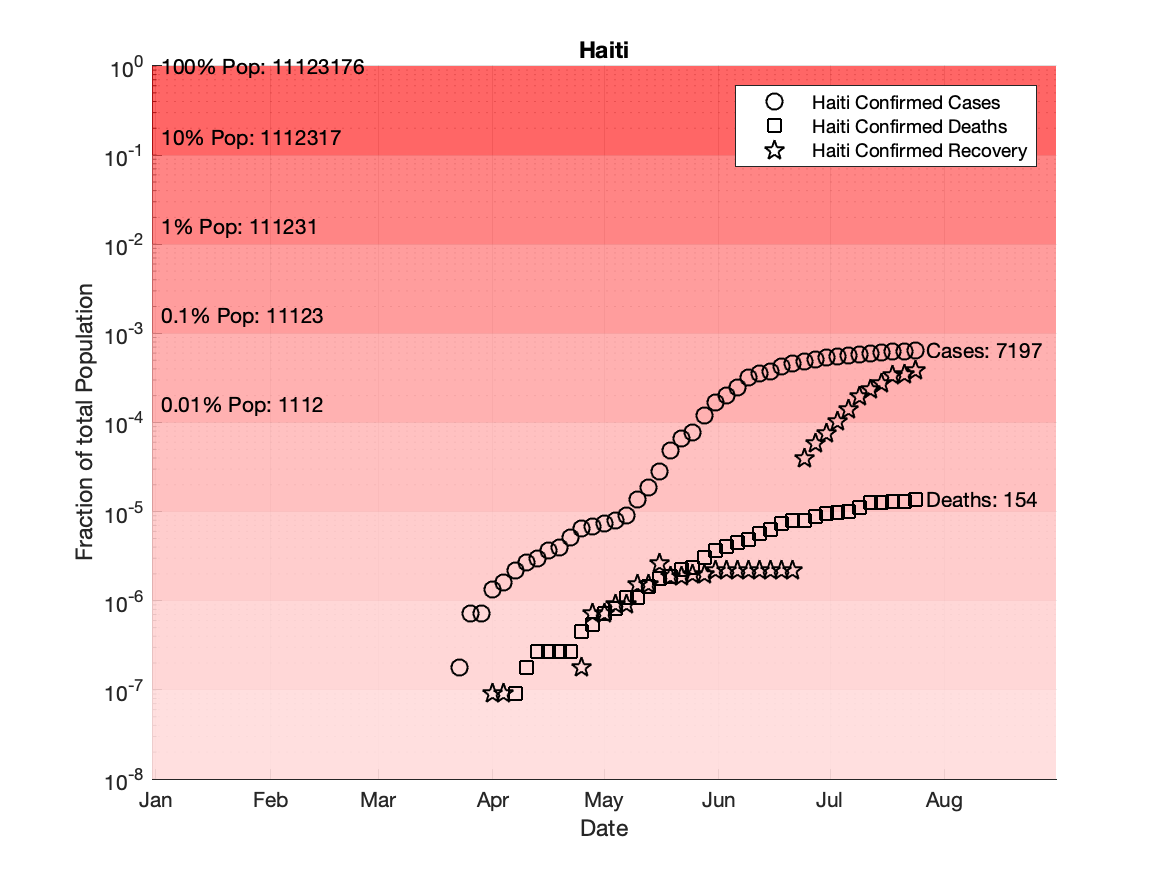 Haiti
10⁰
100% Pop: 11123176
Haiti Confirmed Cases
Haiti Confirmed Deaths
Haiti Confirmed Recovery
10% Pop: 1112317
10⁻¹
1% Pop: 111231
10⁻²
0.1% Pop: 11123
10⁻³
Cases: 7197
0.01% Pop: 1112
10⁻⁴
Deaths: 154
10⁻⁵
10⁻⁶
10⁻⁷
10⁻⁸
Fraction of total Population
Jan Feb Mar Apr May Jun Jul Aug
Date